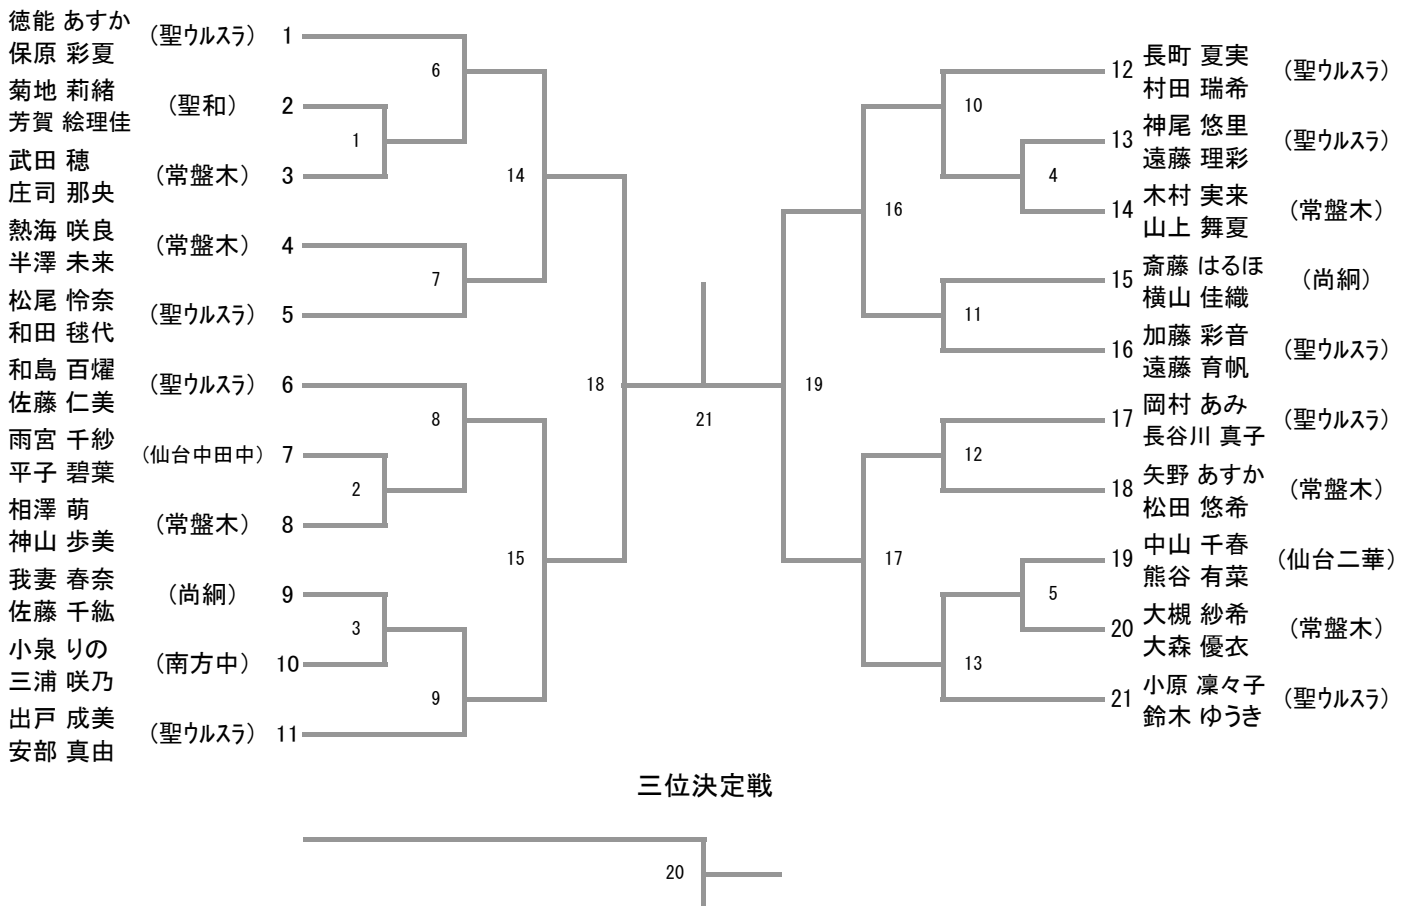 徳能 あすか
保原 彩夏
（聖ｳﾙｽﾗ） 1
菊地 莉緒
芳賀 絵理佳
（聖和） 2
武田 穂
庄司 那央
（常盤木） 3
熱海 咲良
半澤 未来
（常盤木） 4
松尾 怜奈
和田 毬代
（聖ｳﾙｽﾗ） 5
和島 百燿
佐藤 仁美
（聖ｳﾙｽﾗ） 6
雨宮 千紗
平子 碧葉
（仙台中田中） 7
相澤 萌
神山 歩美
（常盤木） 8
我妻 春奈
佐藤 千紘
（尚絅） 9
小泉 りの
三浦 咲乃
（南方中） 10
出戸 成美
安部 真由
（聖ｳﾙｽﾗ） 11
1
2
3
6
7
8
9
14
15
18
21
19
16
17
10
11
12
13
4
5
12 長町 夏実
村田 瑞希
（聖ｳﾙｽﾗ）
13 神尾 悠里
遠藤 理彩
（聖ｳﾙｽﾗ）
14 木村 実来
山上 舞夏
（常盤木）
15 斎藤 はるほ
横山 佳織
（尚絅）
16 加藤 彩音
遠藤 育帆
（聖ｳﾙｽﾗ）
17 岡村 あみ
長谷川 真子
（聖ｳﾙｽﾗ）
18 矢野 あすか
松田 悠希
（常盤木）
19 中山 千春
熊谷 有菜
（仙台二華）
20 大槻 紗希
大森 優衣
（常盤木）
21 小原 凜々子
鈴木 ゆうき
（聖ｳﾙｽﾗ）
三位決定戦
20